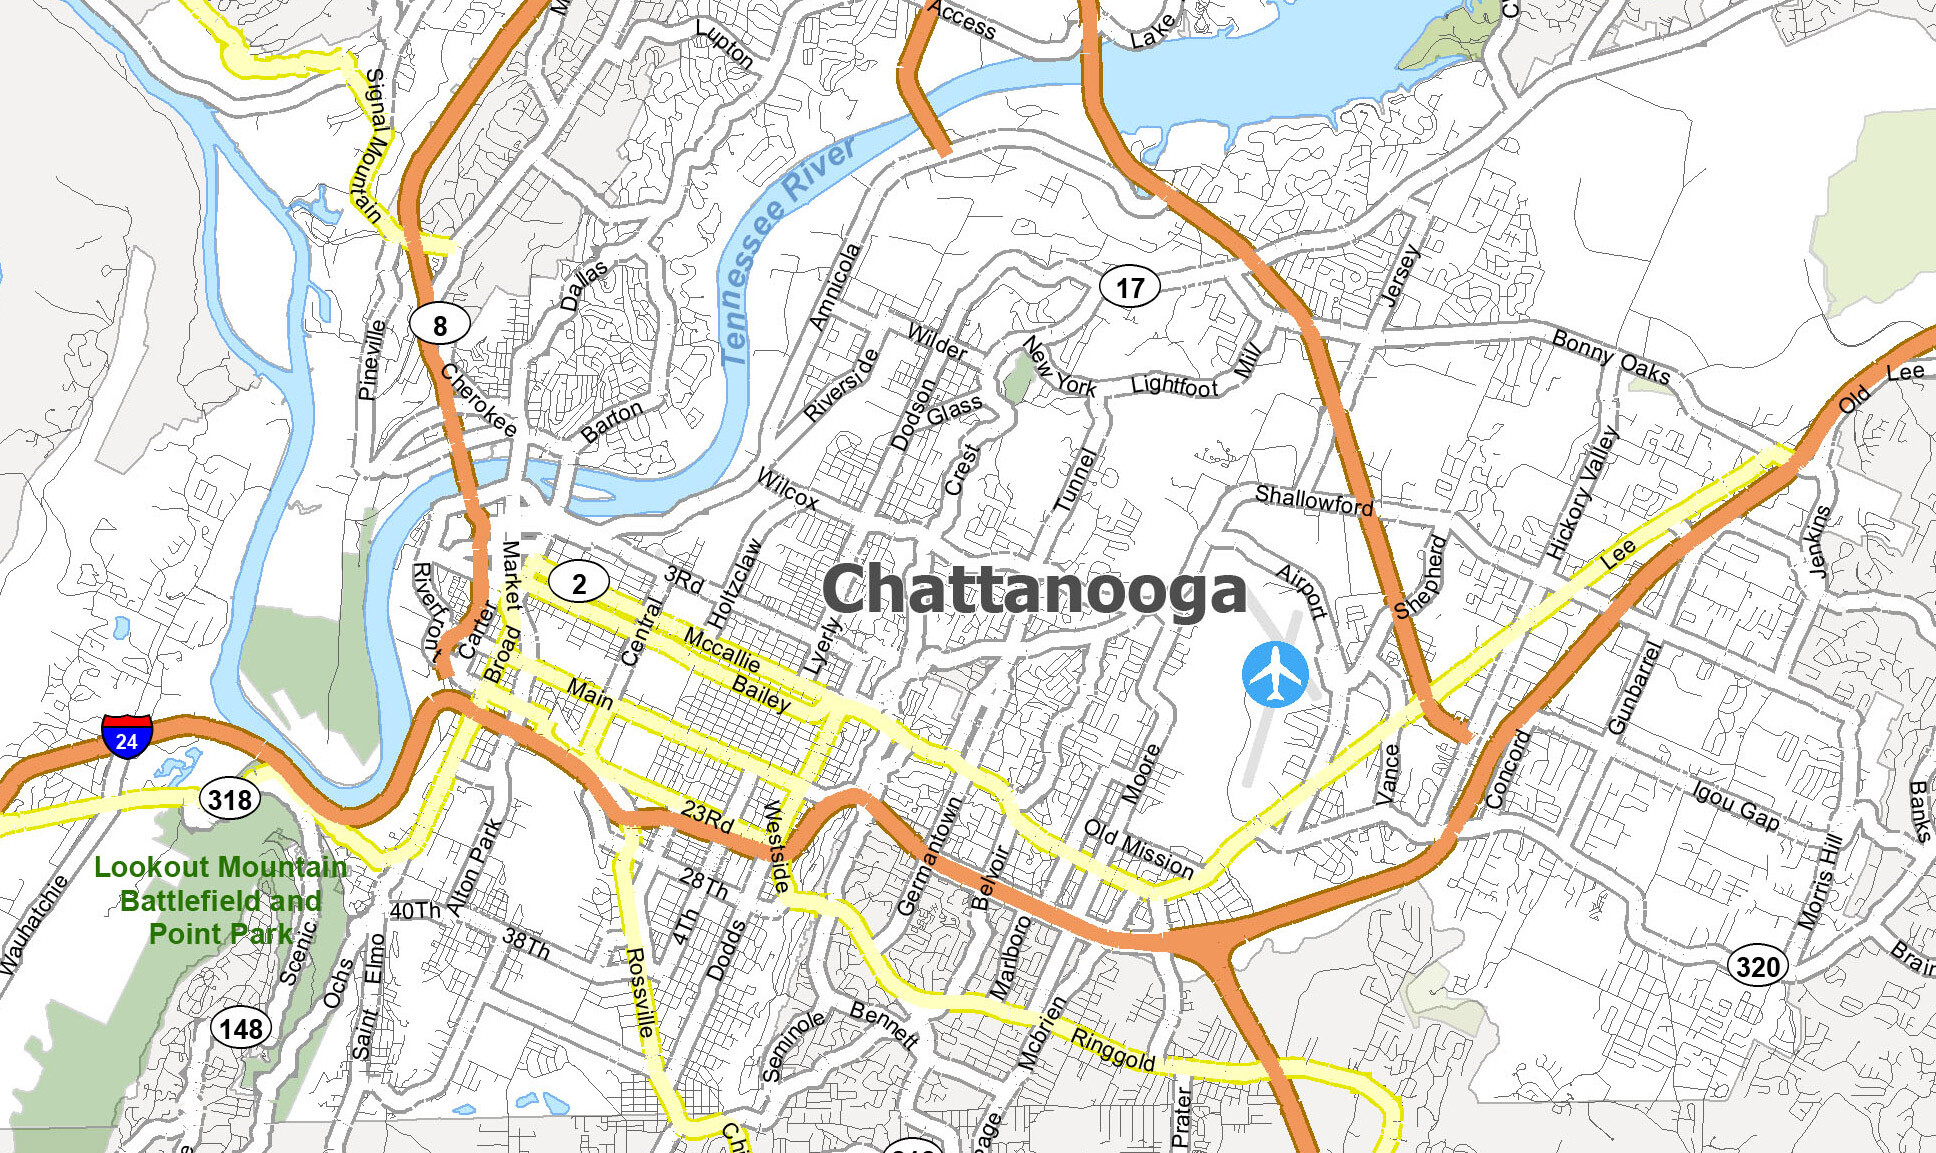 Access
Lake
Lupton
Signal Mountain
Tennessee River
Dallas
Amnicola
17
Jersey
8
Pineville
Wilder
New York
Lightfoot
Mill
Bonny Oaks
Lee
Old
Cherokee
Barton
Riverside
Dodson
Glass
Crest
Tunnel
Wilcox
Shallowford
Hickory Valley
Jenkins
Lee
Shepherd
Airport
Market
Riverfront
2
3Rd
Holtzclaw
Chattanooga
Carter
Broad
Central
Mccallie
Lyerly
Bailey
Main
Gunbarrel
24
318
Moore
Vance
Concord
Igou Gap
Banks
23Rd
Westside
Old Mission
Germantown
Belvoir
Lookout Mountain
Battlefield and
Point Park
Wauhatchie
Alton Park
40Th
38Th
28Th
4Th
Dodds
Morris Hill
320
Scenic
Ochs
Saint Elmo
Rossville
Marlboro
148
Seminole
Bennett
Mcbrien
Ringgold
Prater